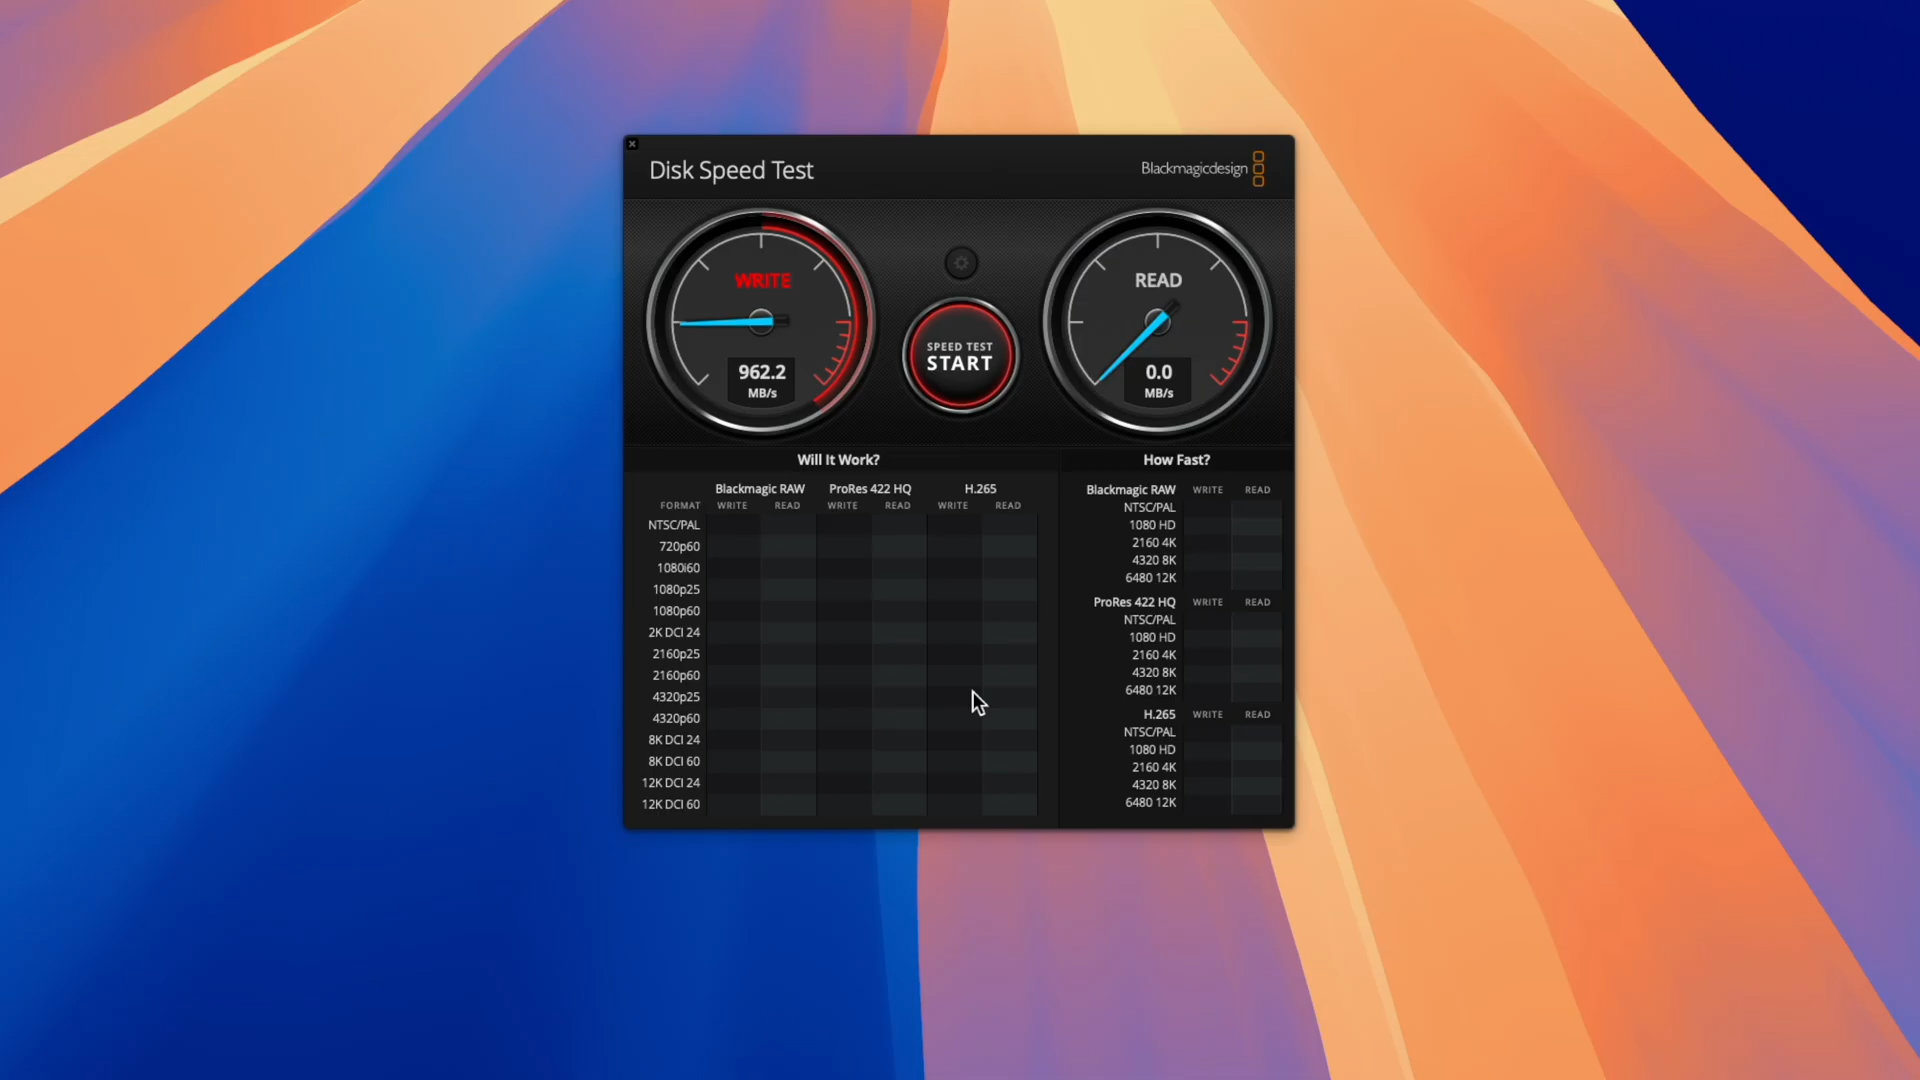 Disk Speed Test
Blackmagicdesign
WRITE
962.2
MB/s
SPEED TEST
START
READ
0.0
MB/s
Will It Work?
Blackmagic RAW ProRes 422 HQ H.265
FORMAT WRITE READ WRITE READ WRITE READ
NTSC/PAL
720p60
1080i60
1080p25
1080p60
2K DCI 24
2160p25
2160p60
4320p25
4320p60
8K DCI 24
8K DCI 60
12K DCI 24
12K DCI 60
How Fast?
Blackmagic RAW WRITE READ
NTSC/PAL
1080 HD
2160 4K
4320 8K
6480 12K
ProRes 422 HQ WRITE READ
NTSC/PAL
1080 HD
2160 4K
4320 8K
6480 12K
H.265 WRITE READ
NTSC/PAL
1080 HD
2160 4K
4320 8K
6480 12K